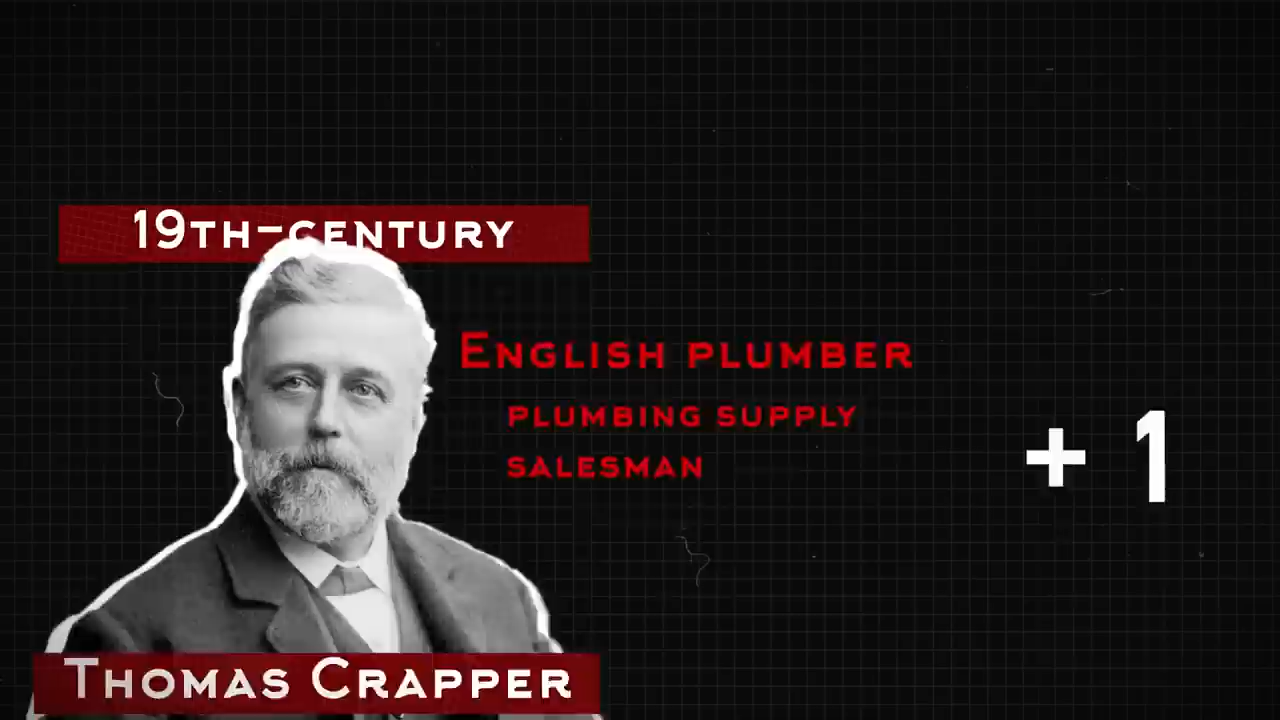 19TH-CENTURY
ENGLISH PLUMBER
PLUMBING SUPPLY
SALESMAN
+ 1
THOMAS CRAPPER